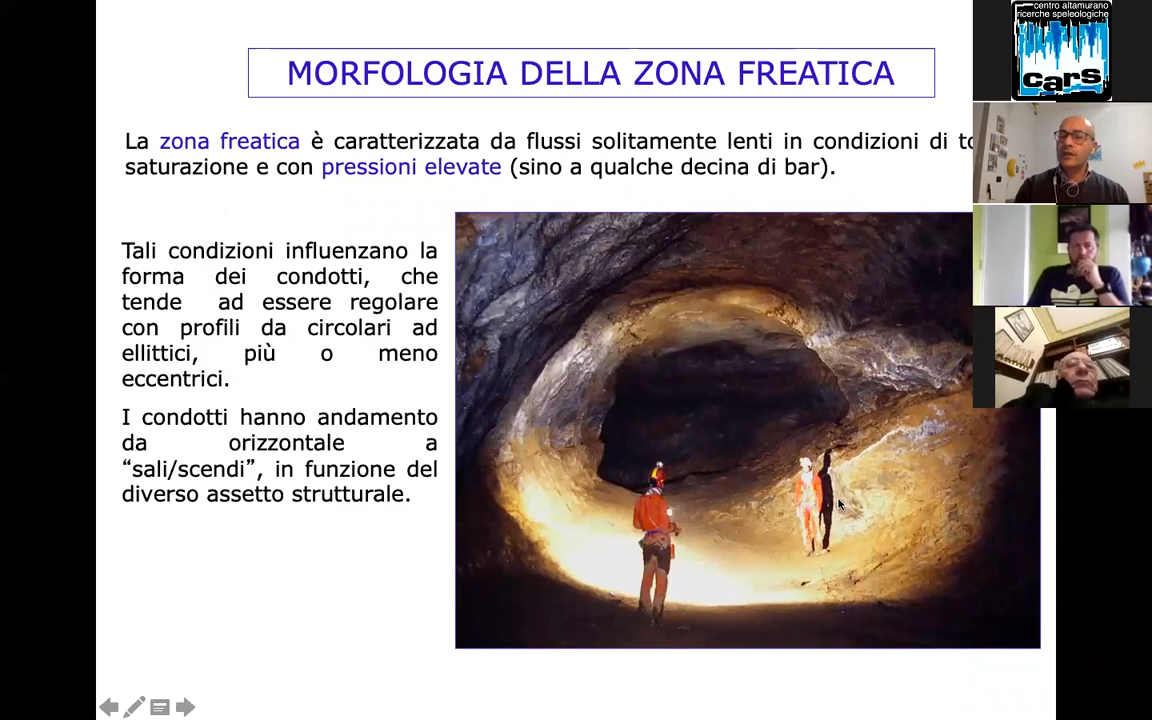 centro altamurano
ricerche speleologiche
cars
MORFOLOGIA DELLA ZONA FREATICA
La zona freatica è caratterizzata da flussi solitamente lenti in condizioni di
saturazione e con pressioni elevate (sino a qualche decina di bar).
Tali condizioni influenzano la
forma dei condotti, che
tende ad essere regolare
con profili da circolari ad
ellittici, più o meno
eccentrici.
I condotti hanno andamento
da orizzontale a
“sali/scendi”, in funzione del
diverso assetto strutturale.